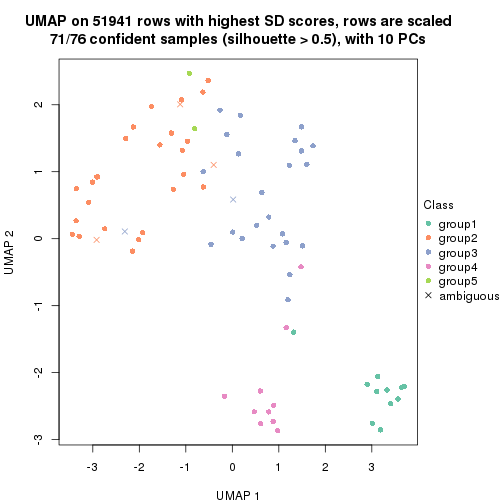 UMAP on 51941 rows with highest SD scores, rows are scaled
71/76 confident samples (silhouette > 0.5), with 10 PCs
2
1
0
-1
-2
-3
UMAP 2
-3
-2
-1
0
1
2
3
UMAP 1
Class
group1
group2
group3
group4
group5
ambiguous